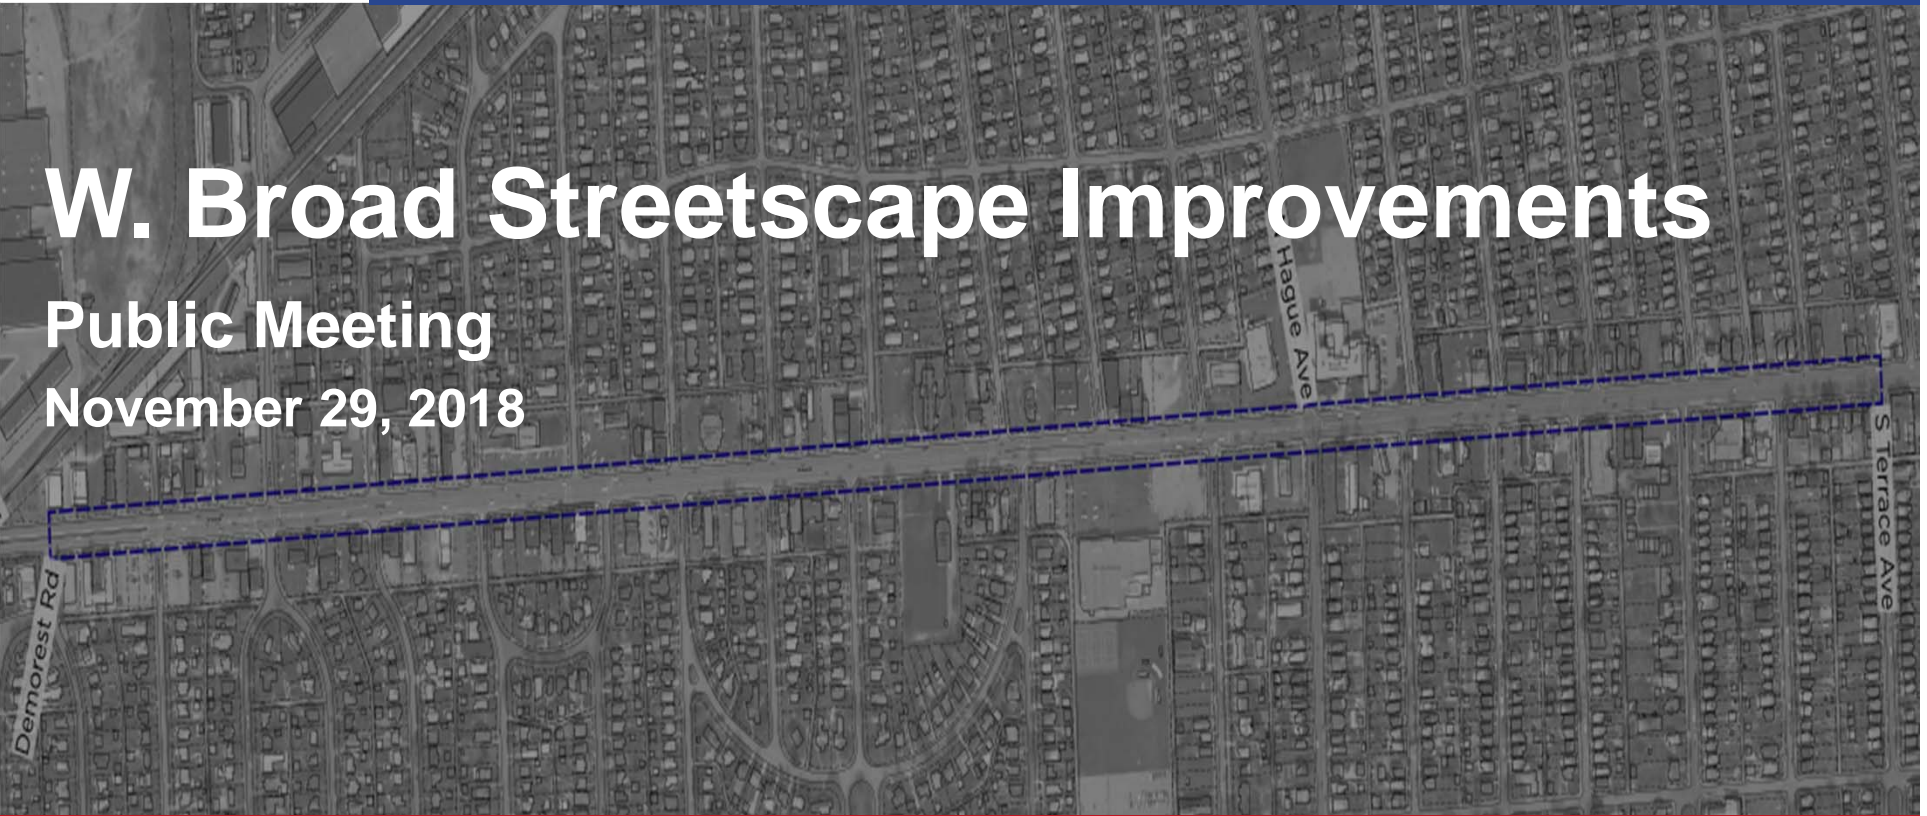 W. Broad Streetscape Improvements
Public Meeting
November 29, 2018
Hague Ave
S Terrace Ave
Demorest Rd